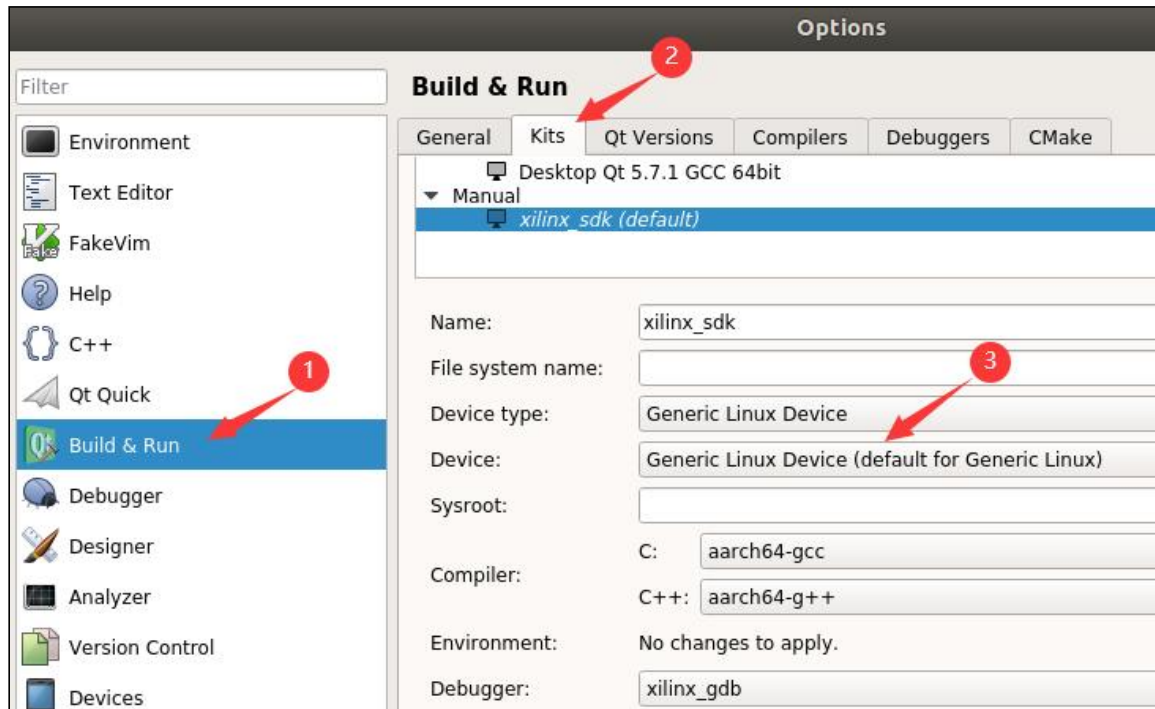 Options
Filter
Environment
Text Editor
Fake
FakeVim
Help
C++
Qt Quick
1
Qt
Build & Run
Debugger
Designer
Analyzer
Version Control
Devices
Build & Run
2
General Kits Qt Versions Compilers Debuggers CMake
Desktop Qt 5.7.1 GCC 64bit
Manual
xilinx_sdk (default)
Name: xilinx_sdk
File system name:
3
Device type: Generic Linux Device
Device: Generic Linux Device (default for Generic Linux)
Sysroot:
Compiler:
C: aarch64-gcc
C++: aarch64-g++
Environment: No changes to apply.
Debugger: xilinx_gdb